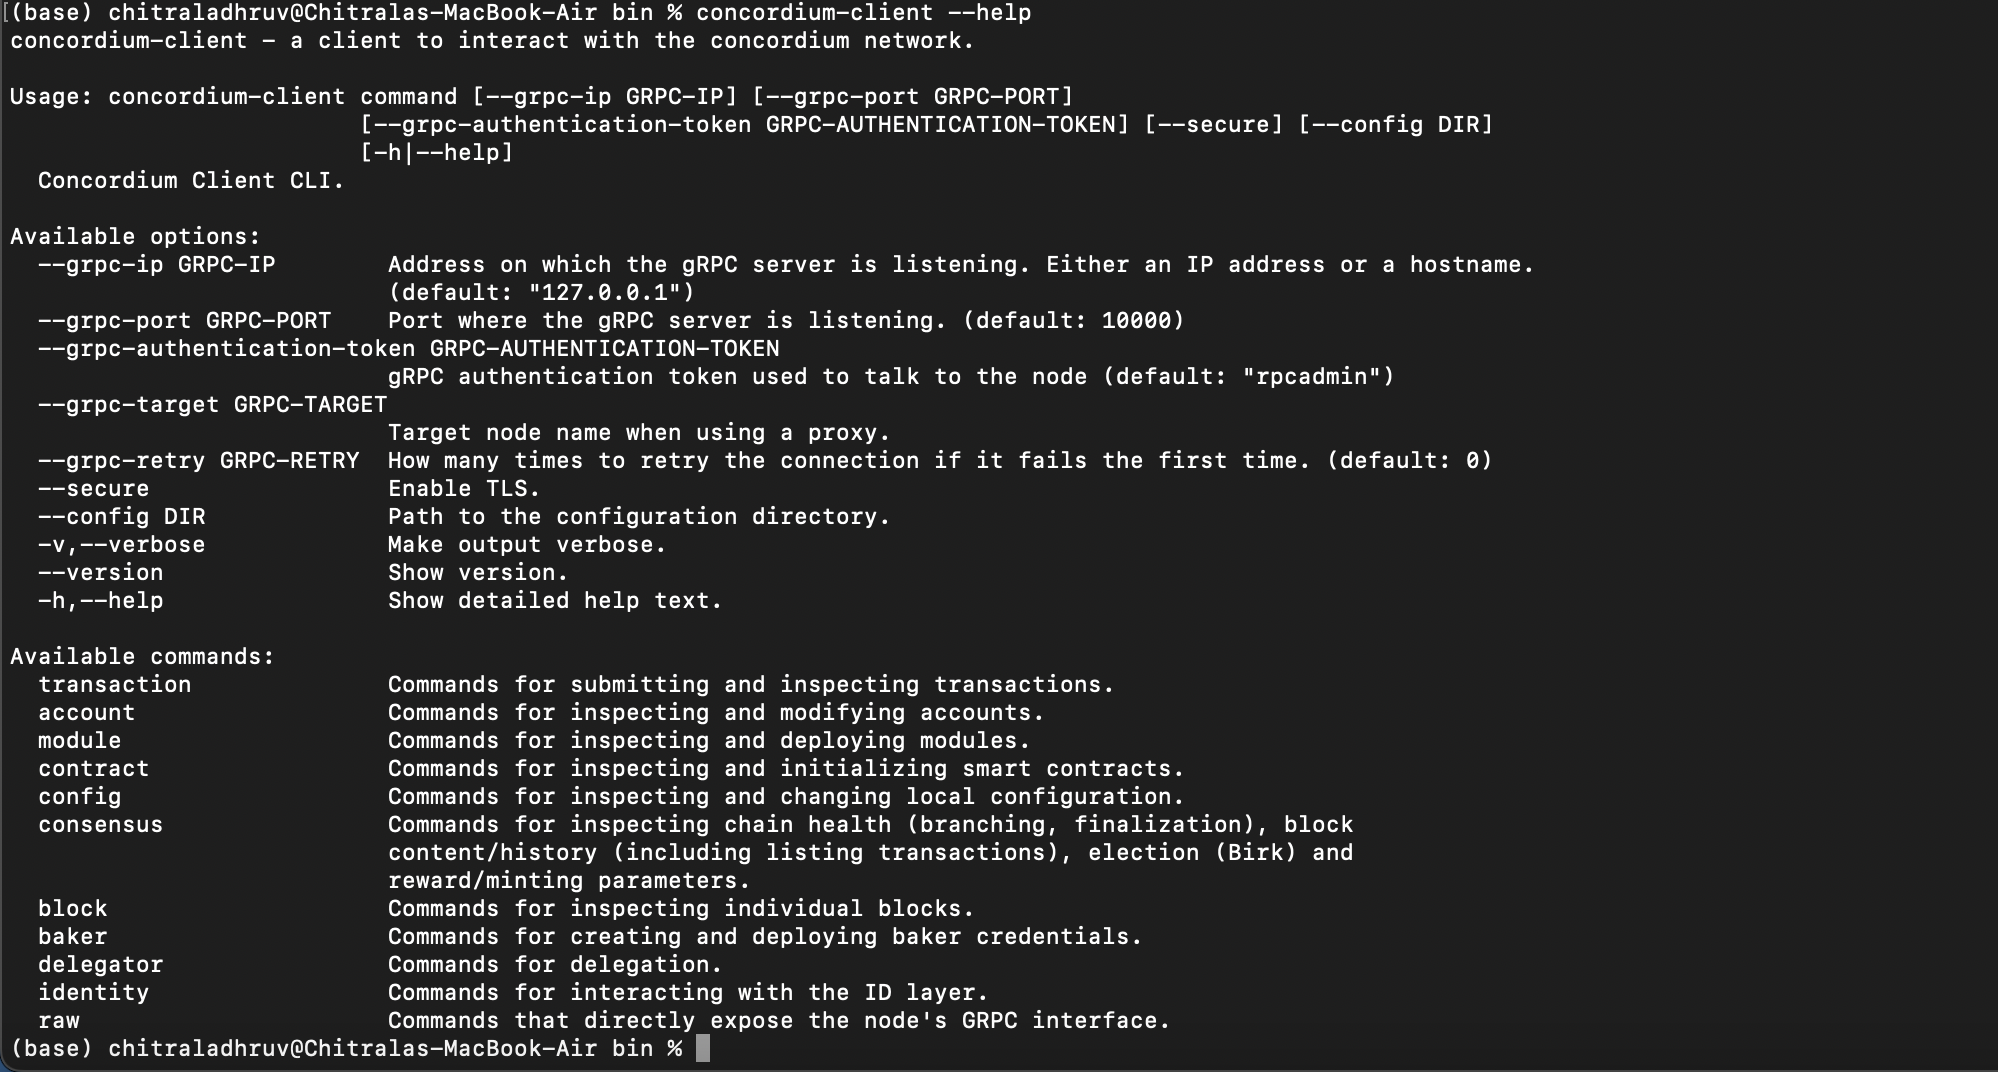 [(base) chitraladhruv@Chitralas-MacBook-Air bin % concordium-client --help
concordium-client – a client to interact with the concordium network.
Usage: concordium-client command [--grpc-ip GRPC-IP] [--grpc-port GRPC-PORT]
[--grpc-authentication-token GRPC-AUTHENTICATION-TOKEN] [--secure] [--config DIR]
[-h|--help]
Concordium Client CLI.
Available options:
--grpc-ip GRPC-IP Address on which the gRPC server is listening. Either an IP address or a hostname.
(default: "127.0.0.1")
--grpc-port GRPC-PORT Port where the gRPC server is listening. (default: 10000)
--grpc-authentication-token GRPC-AUTHENTICATION-TOKEN
gRPC authentication token used to talk to the node (default: "rpcadmin")
--grpc-target GRPC-TARGET
Target node name when using a proxy.
--grpc-retry GRPC-RETRY How many times to retry the connection if it fails the first time. (default: 0)
--secure Enable TLS.
--config DIR Path to the configuration directory.
-v,--verbose Make output verbose.
--version Show version.
-h,--help Show detailed help text.
Available commands:
transaction Commands for submitting and inspecting transactions.
account Commands for inspecting and modifying accounts.
module Commands for inspecting and deploying modules.
contract Commands for inspecting and initializing smart contracts.
config Commands for inspecting and changing local configuration.
consensus Commands for inspecting chain health (branching, finalization), block
content/history (including listing transactions), election (Birk) and
reward/minting parameters.
block Commands for inspecting individual blocks.
baker Commands for creating and deploying baker credentials.
delegator Commands for delegation.
identity Commands for interacting with the ID layer.
raw Commands that directly expose the node's GRPC interface.
(base) chitraladhruv@Chitralas-MacBook-Air bin %